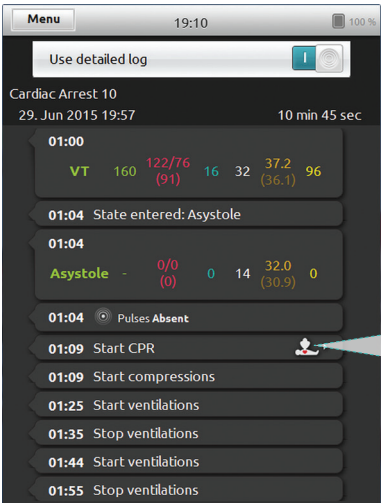 Menu 19:10 100 %
Use detailed log I
Cardiac Arrest 10
29. Jun 2015 19:57 10 min 45 sec
01:00
VT 160 122/76 (91) 16 32 37.2 (36.1) 96
01:04 State entered: Asystole
01:04
Asystole - 0/0 (0) 0 14 32.0 (30.9) 0
01:04 Pulses Absent
01:09 Start CPR
01:09 Start compressions
01:25 Start ventilations
01:35 Stop ventilations
01:44 Start ventilations
01:55 Stop ventilations